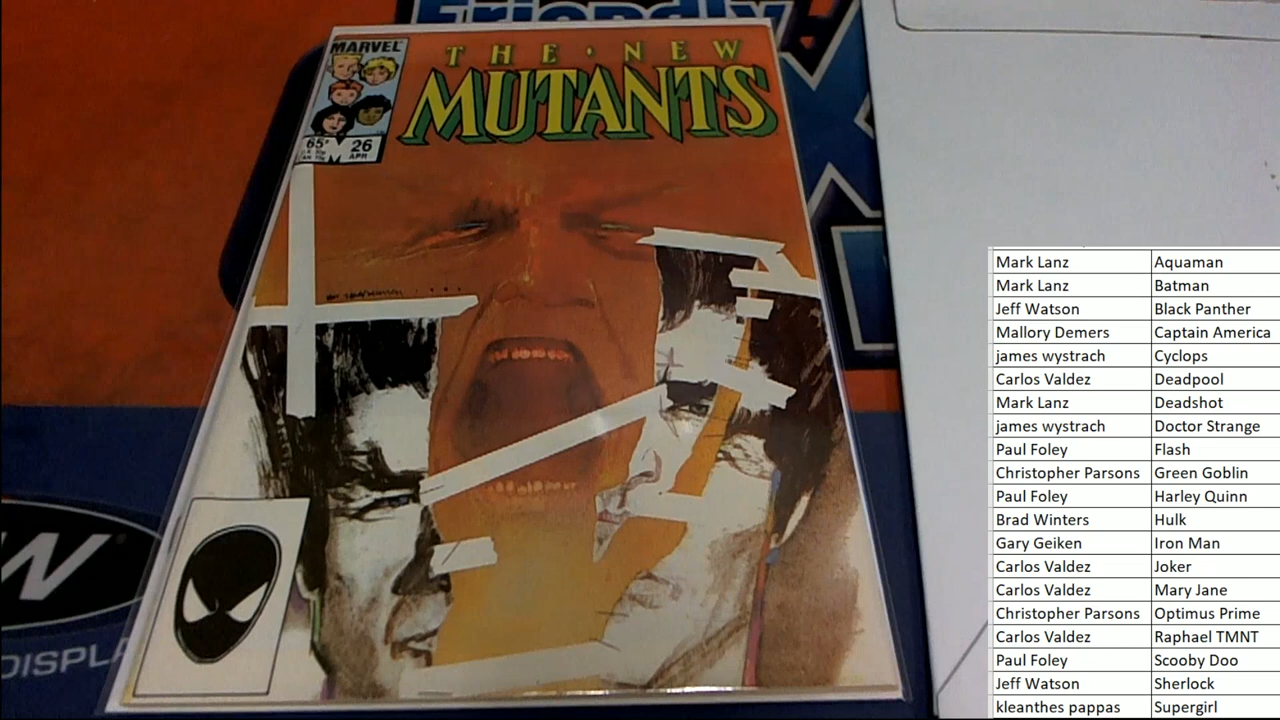 Friendly
MARVEL
THE • NEW
MUTANTS
65¢
26
APR
W
DISPLA
Mark Lanz Aquaman
Mark Lanz Batman
Jeff Watson Black Panther
Mallory Demers Captain America
james wystrach Cyclops
Carlos Valdez Deadpool
Mark Lanz Deadshot
james wystrach Doctor Strange
Paul Foley Flash
Christopher Parsons Green Goblin
Paul Foley Harley Quinn
Brad Winters Hulk
Gary Geiken Iron Man
Carlos Valdez Joker
Carlos Valdez Mary Jane
Christopher Parsons Optimus Prime
Carlos Valdez Raphael TMNT
Paul Foley Scooby Doo
Jeff Watson Sherlock
kleanthes pappas Supergirl